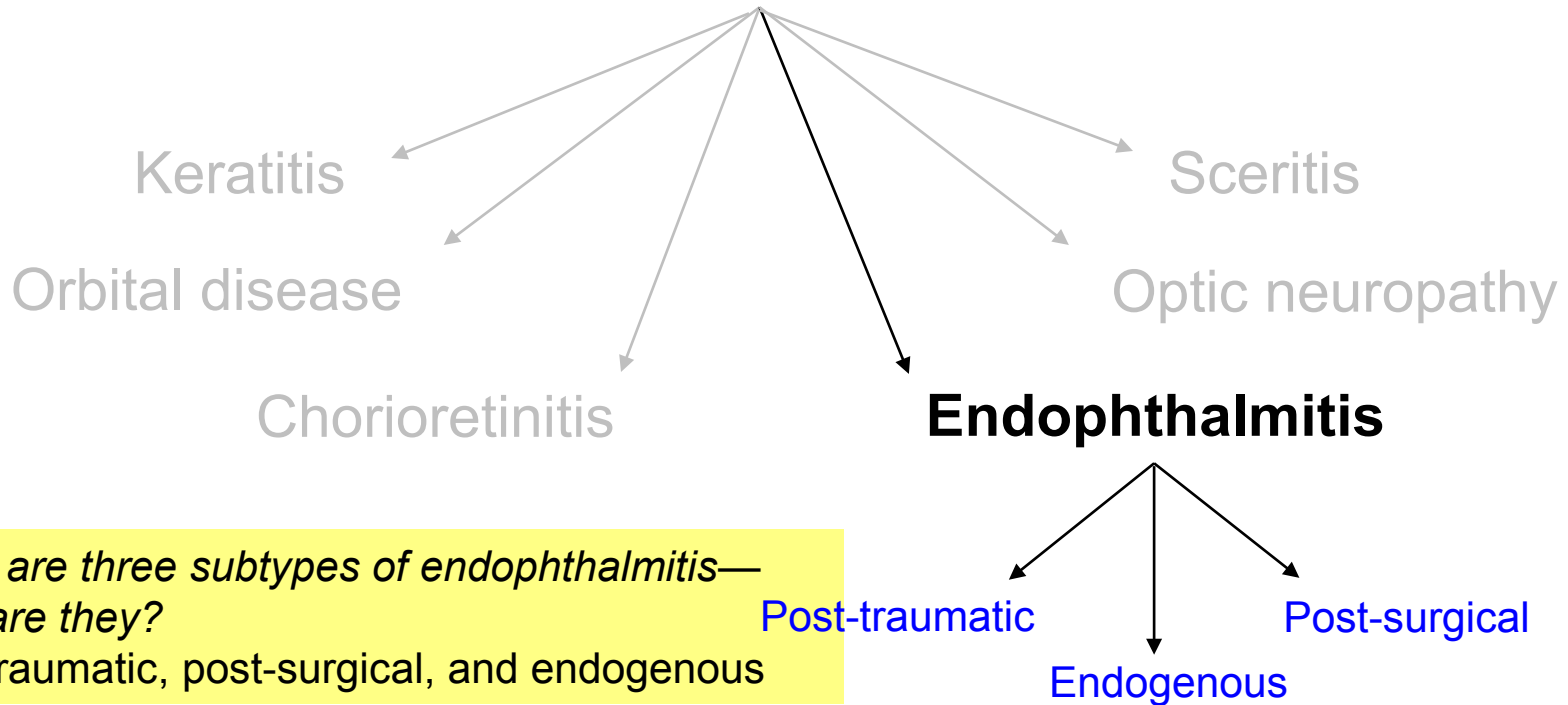 Keratitis
Sceritis
Orbital disease
Optic neuropathy
Chorioretinitis
Endophthalmitis
are three subtypes of endophthalmitis—
are they?
raumatic, post-surgical, and endogenous
Post-traumatic
Post-surgical
Endogenous